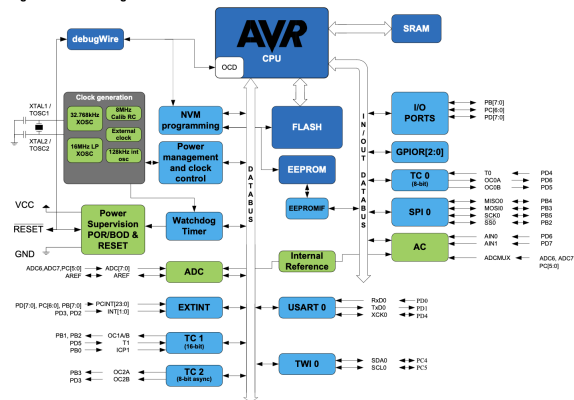 debugWire
AVR
CPU
OCD
SRAM
Clock generation
XTAL1 /
TOSC1
XTAL2 /
TOSC2
32.768kHz
XOSC
8MHz
Calib RC
External
clock
16MHz LP
XOSC
128kHz int
osc
NVM
programming
FLASH
Power
management
and clock
control
EEPROM
EEPROMIF
VCC
RESET
GND
Power
Supervision
POR/BOD &
RESET
Watchdog
Timer
DATABUS
IN/OUT DATABUS
I/O
PORTS
PB[7:0]
PC[6:0]
PD[7:0]
GPIOR[2:0]
TC 0
(8-bit)
T0 PD4
OC0A PD6
OC0B PD5
SPI 0
MISO0 PB4
MOSI0 PB3
SCK0 PB5
SS0 PB2
AC
AIN0 PD6
AIN1 PD7
ADCMUX ADC6, ADC7
PC[5:0]
Internal
Reference
ADC6,ADC7,PC[5:0] ADC[7:0]
AREF AREF
ADC
PD[7:0], PC[6:0], PB[7:0] PCINT[23:0]
PD3, PD2 INT[1:0]
EXTINT
USART 0
RxD0 PD0
TxD0 PD1
XCK0 PD4
PB1, PB2 OC1A/B
PD5 T1
PB0 ICP1
TC 1
(16-bit)
TWI 0
SDA0 PC4
SCL0 PC5
PB3 OC2A
PD3 OC2B
TC 2
(8-bit async)